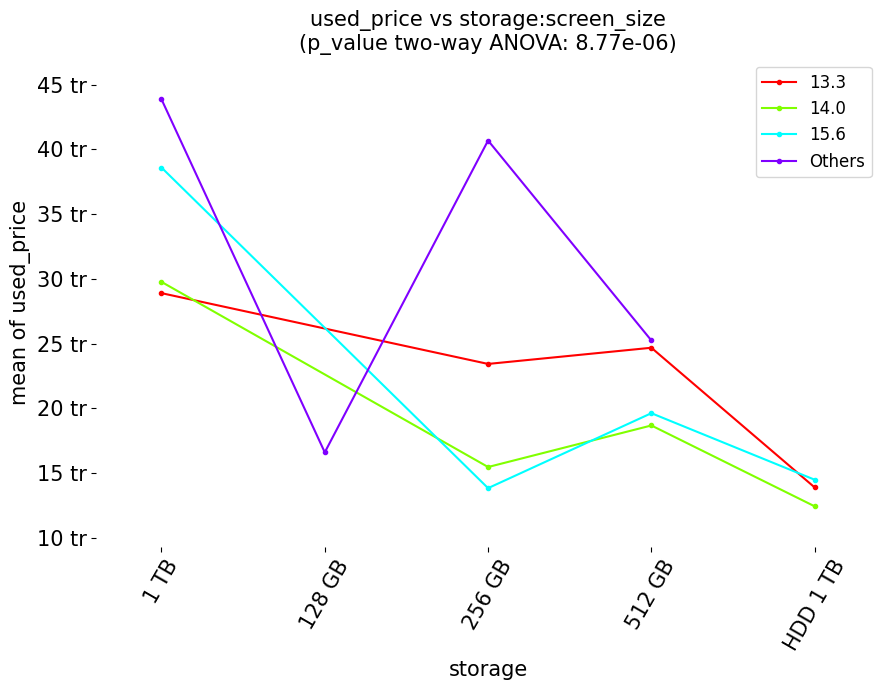 used_price vs storage:screen_size
(p_value two-way ANOVA: 8.77e-06)
13.3
14.0
15.6
Others
45 tr
40 tr
35 tr
30 tr
25 tr
20 tr
15 tr
10 tr
mean of used_price
1 TB
128 GB
256 GB
512 GB
HDD 1 TB
storage